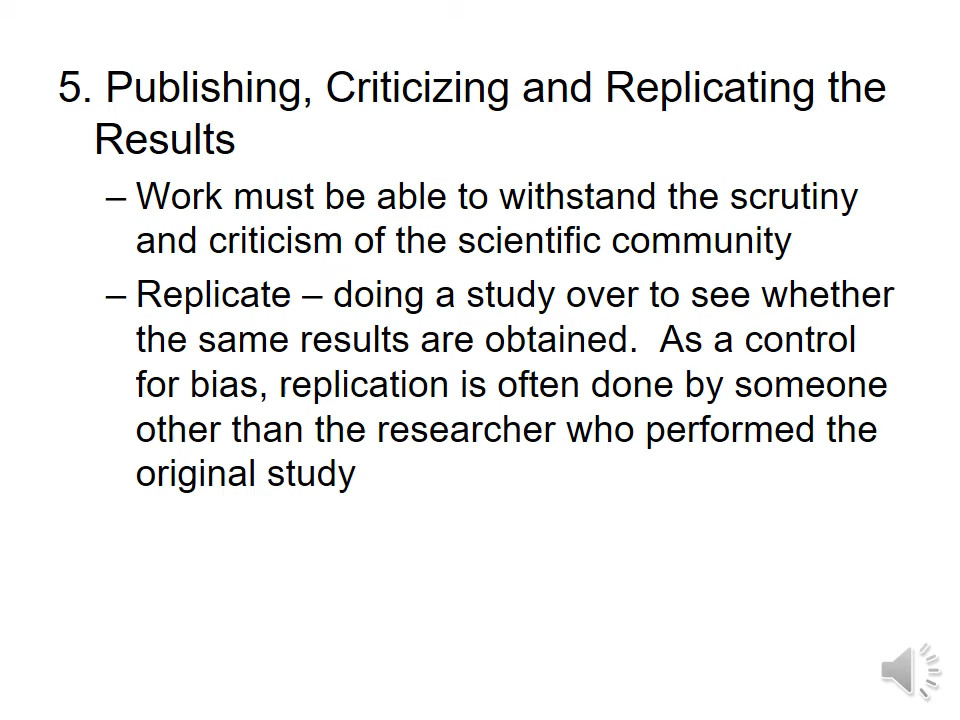 5. Publishing, Criticizing and Replicating the
Results
– Work must be able to withstand the scrutiny
and criticism of the scientific community
– Replicate – doing a study over to see whether
the same results are obtained.  As a control
for bias, replication is often done by someone
other than the researcher who performed the
original study